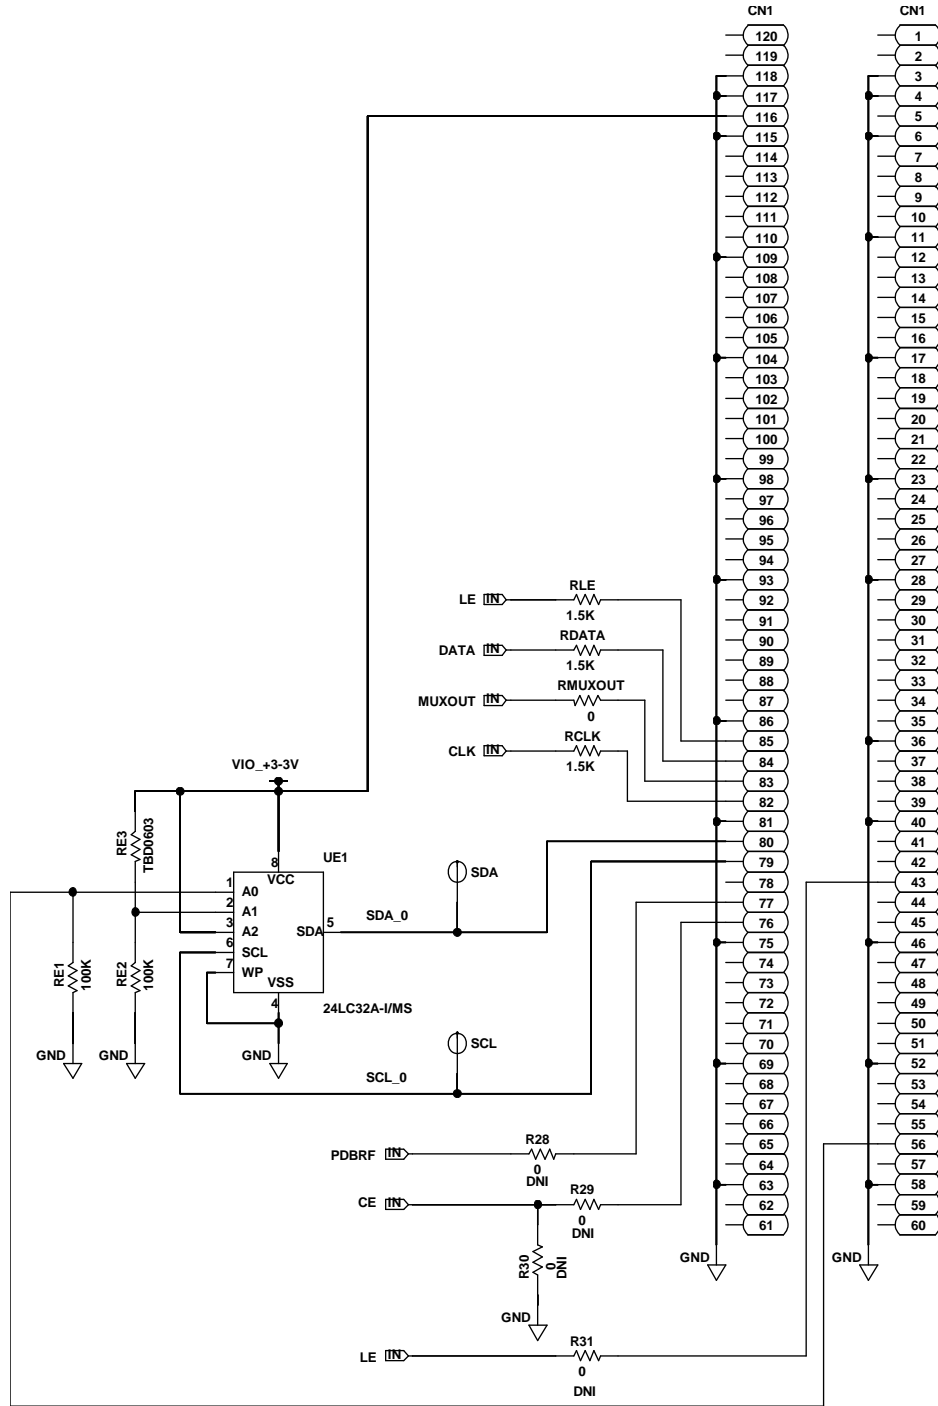 CN1 CN1
120 1
119 2
118 3
117 4
116 5
115 6
114 7
113 8
112 9
111 10
110 11
109 12
108 13
107 14
106 15
105 16
104 17
103 18
102 19
101 20
100 21
99 22
98 23
97 24
96 25
95 26
94 27
93 28
LE IN RLE 92 29
1.5K 91 30
90 31
DATA IN RDATA 89 32
1.5K 88 33
MUXOUT IN RMUXOUT 87 34
0 86 35
85 36
CLK IN RCLK 84 37
1.5K 83 38
VIO_+3-3V 82 39
81 40
RE3 TBD0603 80 41
8 UE1 79 42
VCC SDA 78 43
1 A0 77 44
2 A1 SDA_0 76 45
3 A2 SDA 5 75 46
6 SCL 74 47
7 WP 73 48
RE1 100K RE2 100K VSS 72 49
4 24LC32A-I/MS 71 50
GND GND GND SCL 70 51
SCL_0 69 52
68 53
67 54
66 55
PDBRF IN R28 65 56
0 64 57
DNI 63 58
CE IN R29 62 59
0 61 60
DNI
R30 0 DNI
GND GND
GND
LE IN R31
0
DNI